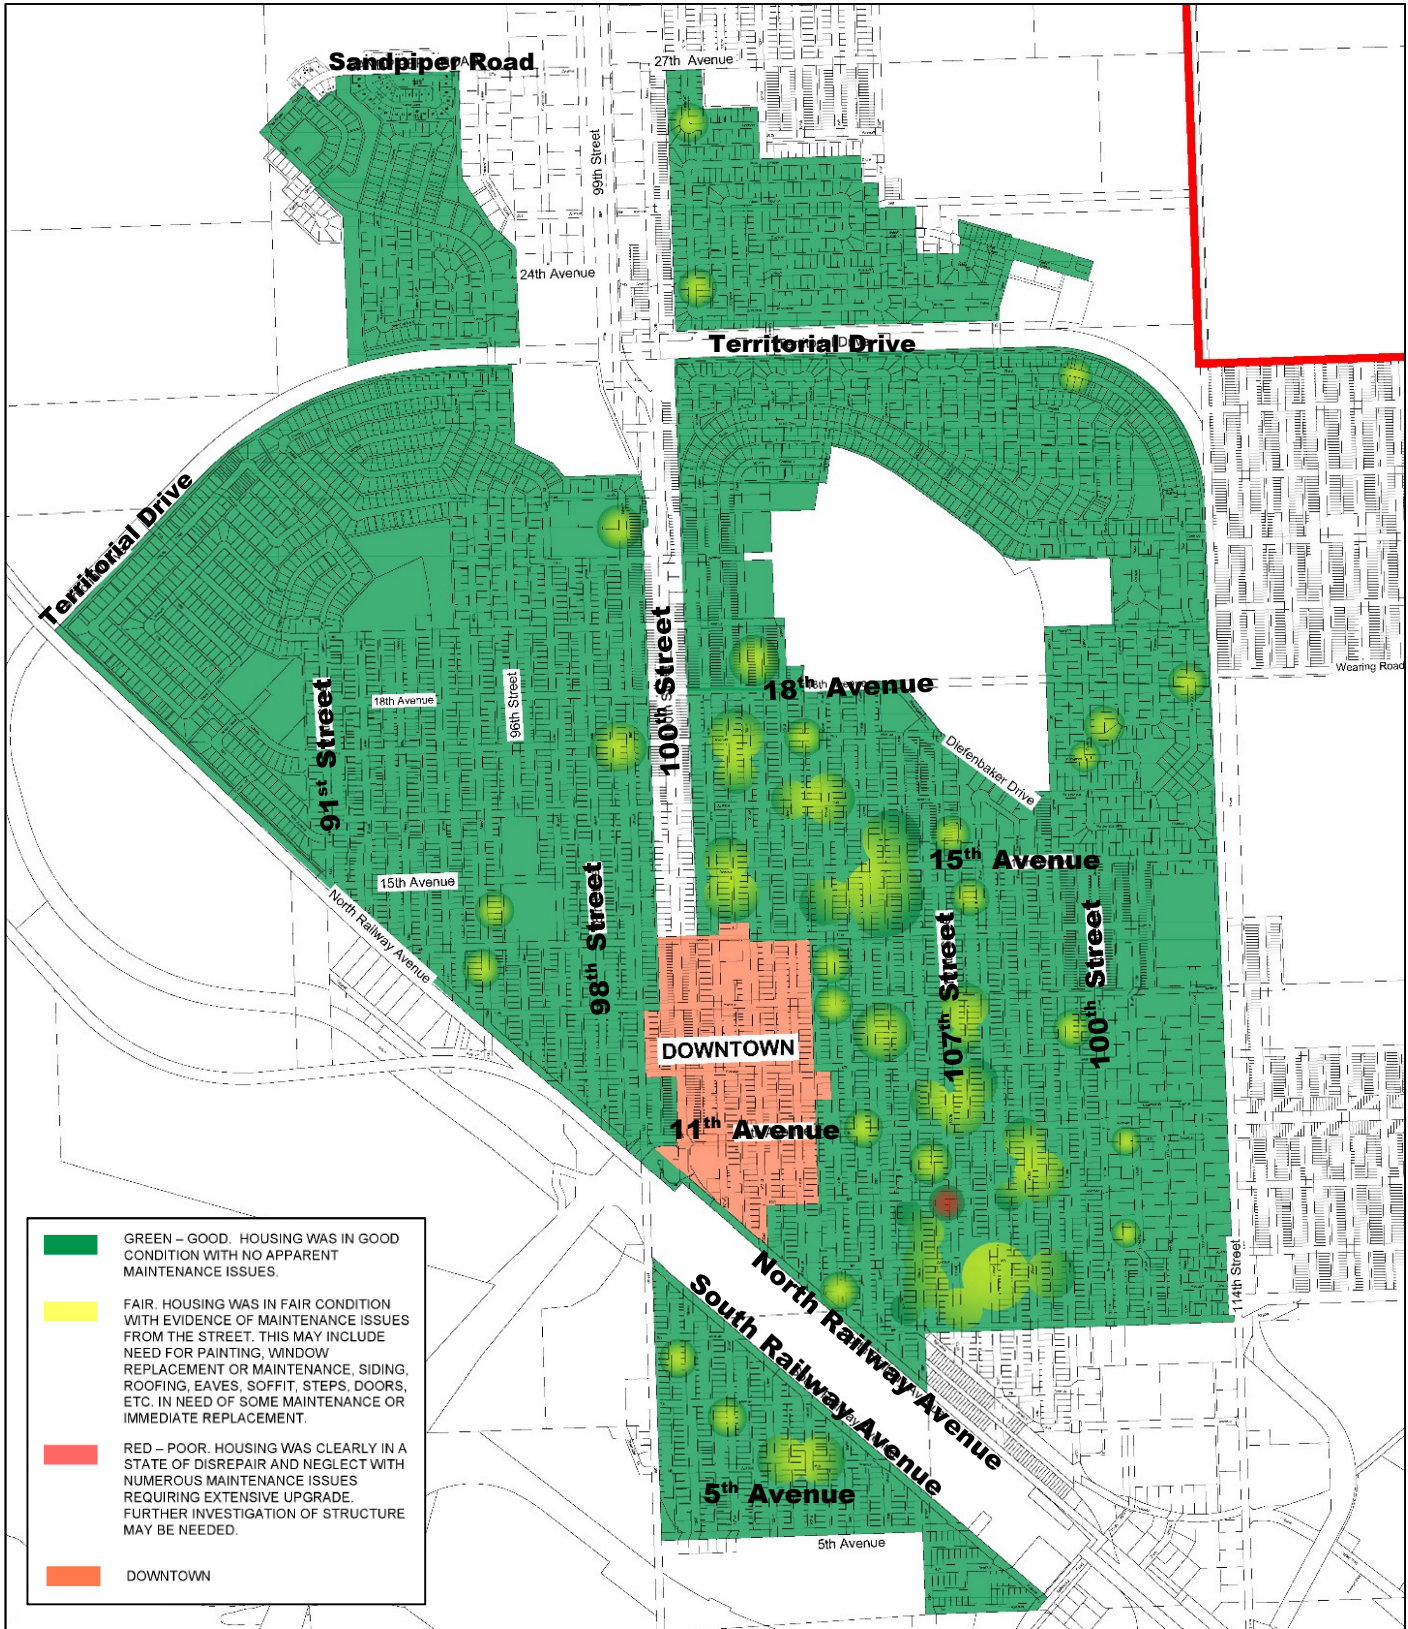 Sandpiper Road
27th Avenue
99th Street
24th Avenue
Territorial Drive
Territorial Drive
100th Street
Wearing Road
18th Avenue
91st Street
18th Avenue
96th Street
Diefenbaker Drive
15th Avenue
15th Avenue
98th Street
North Railway Avenue
107th Street
100th Street
DOWNTOWN
11th Avenue
114th Street
North Railway Avenue
South Railway Avenue
5th Avenue
5th Avenue
GREEN – GOOD. HOUSING WAS IN GOOD
CONDITION WITH NO APPARENT
MAINTENANCE ISSUES.
FAIR. HOUSING WAS IN FAIR CONDITION
WITH EVIDENCE OF MAINTENANCE ISSUES
FROM THE STREET. THIS MAY INCLUDE
NEED FOR PAINTING, WINDOW
REPLACEMENT OR MAINTENANCE, SIDING,
ROOFING, EAVES, SOFFIT, STEPS, DOORS,
ETC. IN NEED OF SOME MAINTENANCE OR
IMMEDIATE REPLACEMENT.
RED – POOR. HOUSING WAS CLEARLY IN A
STATE OF DISREPAIR AND NEGLECT WITH
NUMEROUS MAINTENANCE ISSUES
REQUIRING EXTENSIVE UPGRADE.
FURTHER INVESTIGATION OF STRUCTURE
MAY BE NEEDED.
DOWNTOWN